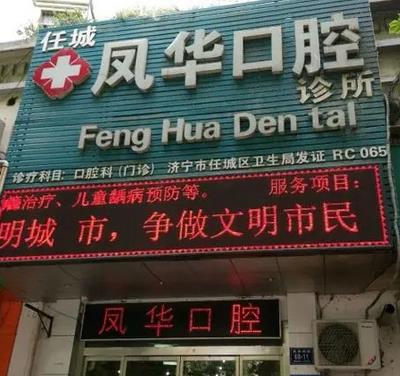 任城
凤华口腔
诊所
Feng Hua Den tal
诊疗科目：口腔科（门诊） 济宁市任城区卫生局发证 RC 065
治疗、儿童龋病预防等。 服务项目：
明城 市，争做文明市民
凤华口腔